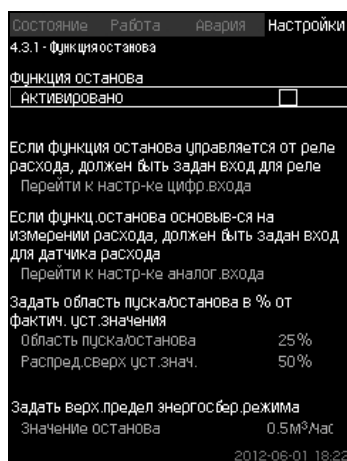 Состояние Работа Авария Настройки
4.3.1 - Функция останова
Функция останова
Активировано
Если функция останова управляется от реле
расхода, должен быть задан вход для реле
Перейти к настр-ке цифр.входа
Если функц.останова основыв-ся на
измерении расхода, должен быть задан вход
для датчика расхода
Перейти к настр-ке аналог.входа
Задать область пуска/останова в % от
фактич. уст.значения
Область пуска/останова 25%
Распред.сверх уст.знач. 50%
Задать верх.предел энергосбер.режима
Значение останова 0.5м³/час
2012-06-01 18:22